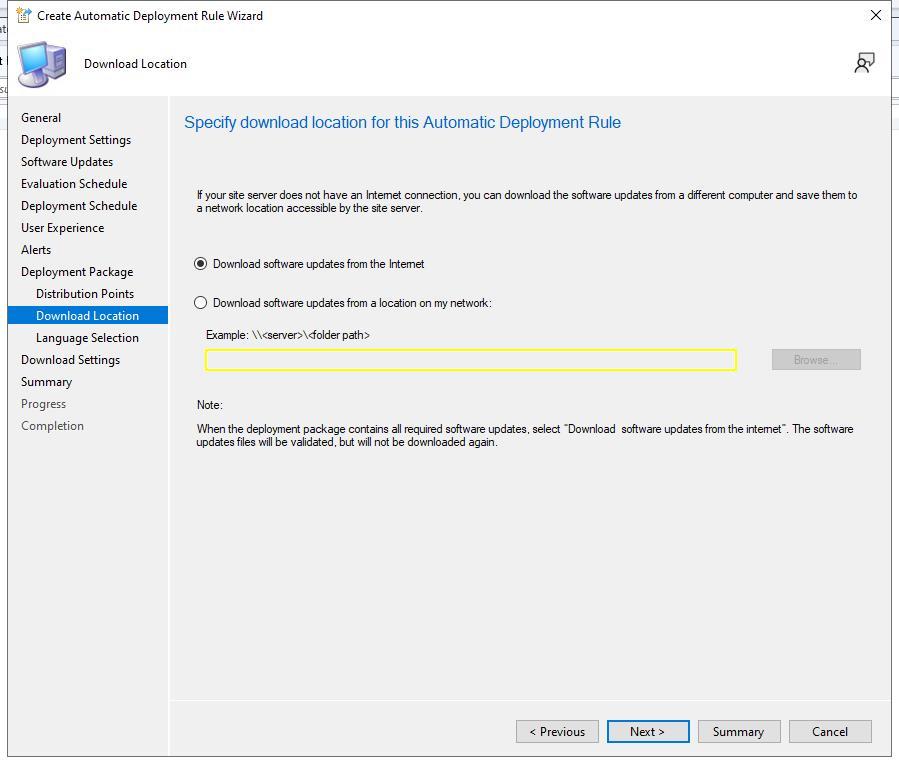 Create Automatic Deployment Rule Wizard
Download Location
General
Deployment Settings
Software Updates
Evaluation Schedule
Deployment Schedule
User Experience
Alerts
Deployment Package
Distribution Points
Download Location
Language Selection
Download Settings
Summary
Progress
Completion
Specify download location for this Automatic Deployment Rule
If your site server does not have an Internet connection, you can download the software updates from a different computer and save them to
a network location accessible by the site server.
Download software updates from the Internet
Download software updates from a location on my network:
Example: \\<server>\<folder path>
Browse...
Note:
When the deployment package contains all required software updates, select "Download  software updates from the internet". The software
updates files will be validated, but will not be downloaded again.
< Previous
Next >
Summary
Cancel